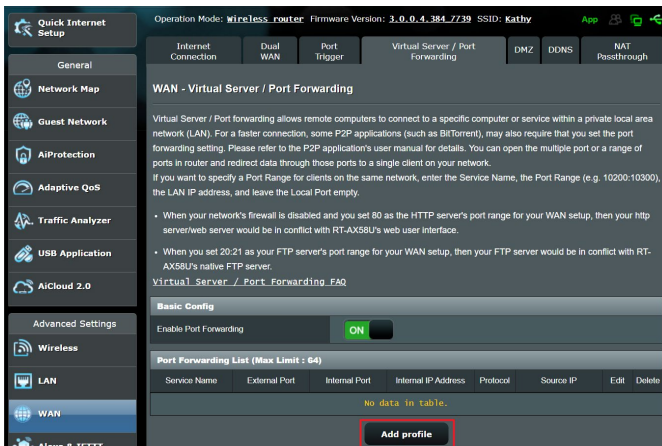 Quick Internet
Setup
General
Network Map
Guest Network
AiProtection
Adaptive QoS
Traffic Analyzer
USB Application
AiCloud 2.0
Advanced Settings
Wireless
LAN
WAN
Operation Mode: Wireless router Firmware Version: 3.0.0.4.384_7739 SSID: Kathy App
Internet
Connection
Dual
WAN
Port
Trigger
Virtual Server / Port
Forwarding
DMZ
DDNS
NAT
Passthrough
WAN - Virtual Server / Port Forwarding
Virtual Server / Port forwarding allows remote computers to connect to a specific computer or service within a private local area
network (LAN). For a faster connection, some P2P applications (such as BitTorrent), may also require that you set the port
forwarding setting. Please refer to the P2P application's user manual for details. You can open the multiple port or a range of
ports in router and redirect data through those ports to a single client on your network.
If you want to specify a Port Range for clients on the same network, enter the Service Name, the Port Range (e.g. 10200:10300),
the LAN IP address, and leave the Local Port empty.
• When your network's firewall is disabled and you set 80 as the HTTP server's port range for your WAN setup, then your http
server/web server would be in conflict with RT-AX58U's web user interface.
• When you set 20:21 as your FTP server's port range for your WAN setup, then your FTP server would be in conflict with RT-
AX58U's native FTP server.
Virtual Server / Port Forwarding FAQ
Basic Config
Enable Port Forwarding ON
Port Forwarding List (Max Limit : 64)
Service Name External Port Internal Port Internal IP Address Protocol Source IP Edit Delete
No data in table.
Add profile